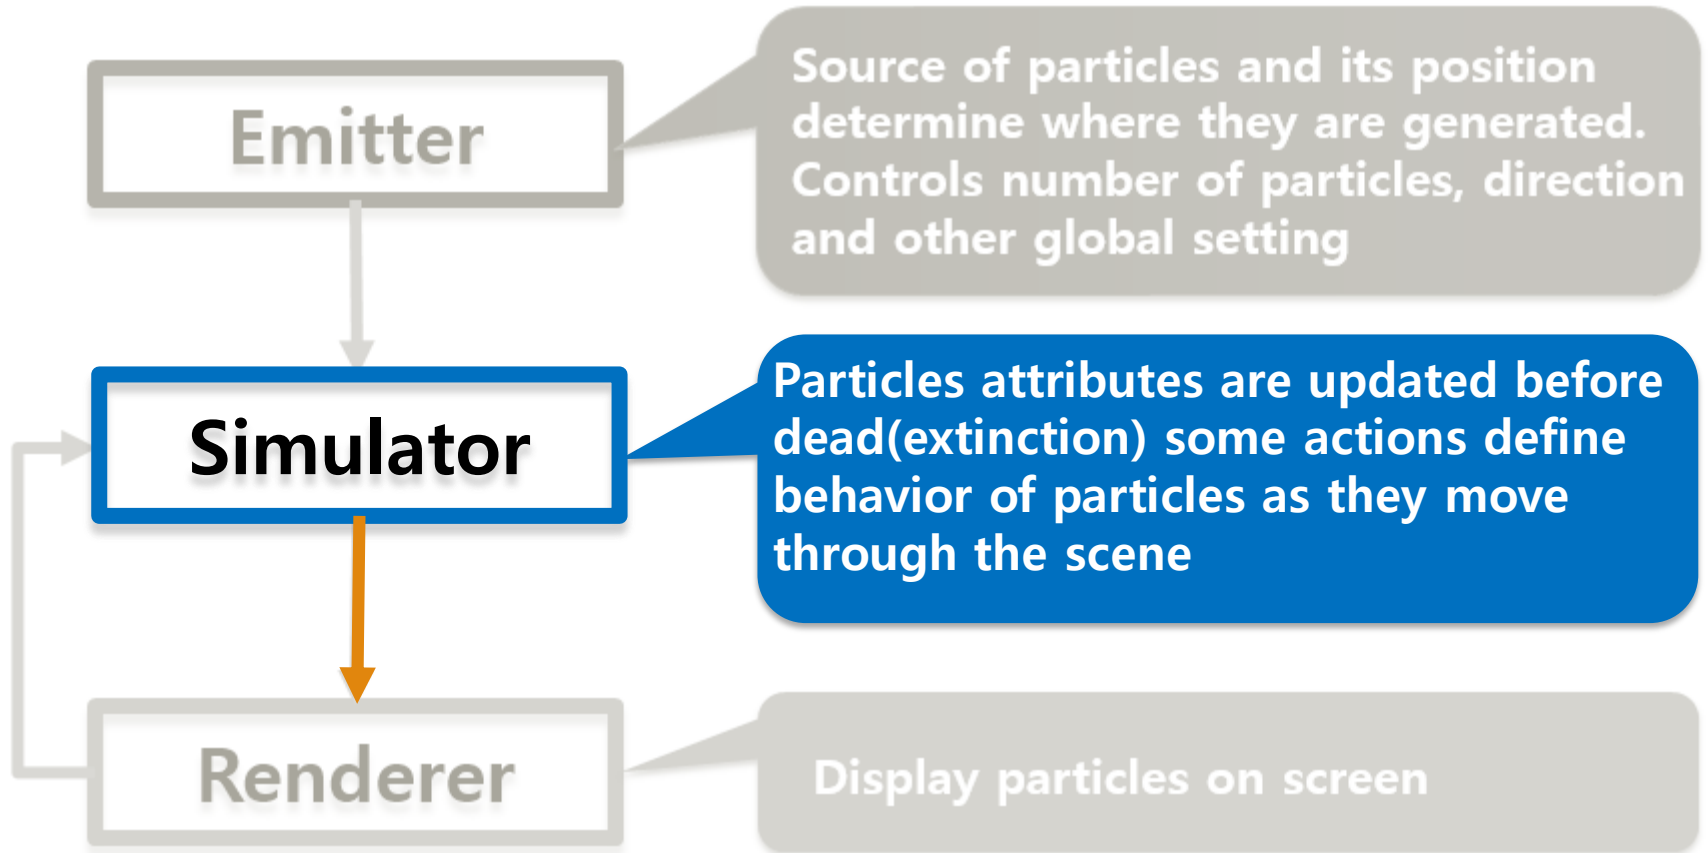 Emitter
Source of particles and its position
determine where they are generated.
Controls number of particles, direction
and other global setting
Simulator
Particles attributes are updated before
dead(extinction) some actions define
behavior of particles as they move
through the scene
Renderer
Display particles on screen